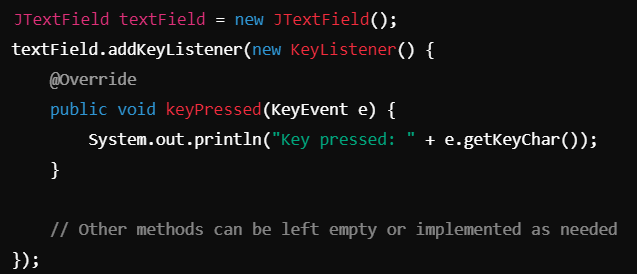 JTextField textField = new JTextField();
textField.addKeyListener(new KeyListener() {
    @Override
    public void keyPressed(KeyEvent e) {
        System.out.println("Key pressed: " + e.getKeyChar());
    }

    // Other methods can be left empty or implemented as needed
});